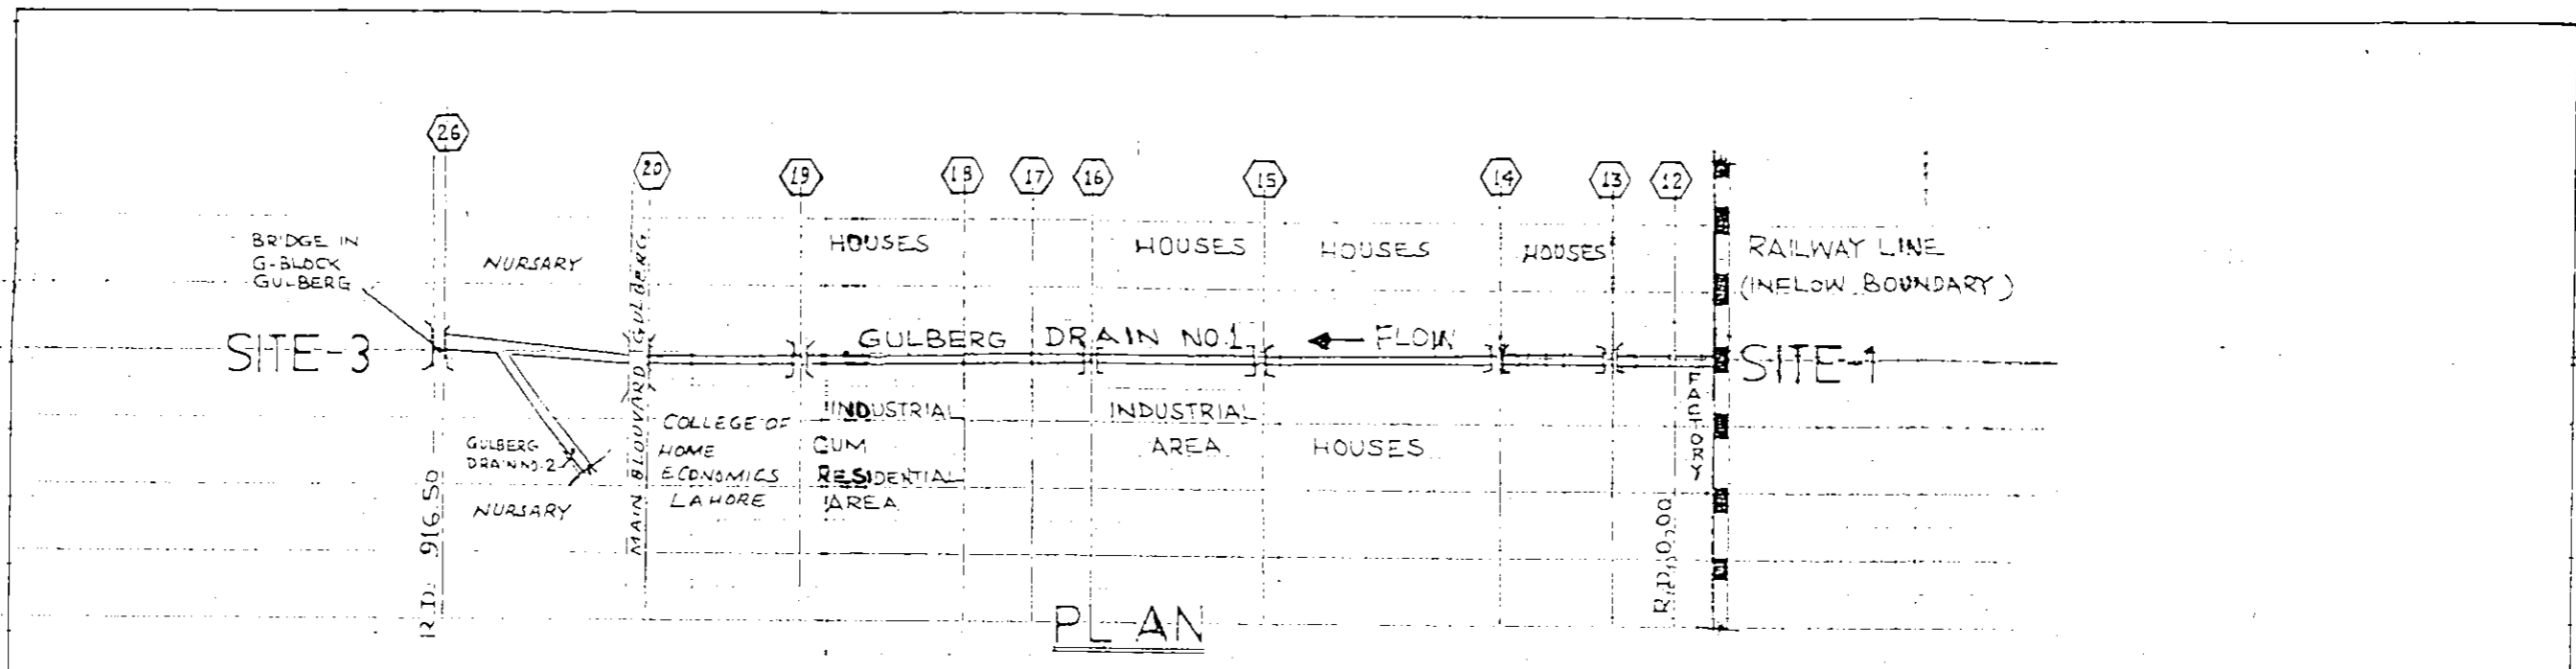 26
20
19
18
17
16
15
14
13
12
BRIDGE IN
G-BLOCK
GULBERG
NURSARY
MAIN BLOUVARD GULBERG
HOUSES
HOUSES
HOUSES
HOUSES
RAILWAY LINE
(INFLOW BOUNDARY)
SITE-3
GULBERG DRAIN NO.1
FLOW
SITE-1
FACTORY
GULBERG
DRAIN NO.2
NURSARY
COLLEGE OF
HOME
ECONOMICS
LAHORE
INDUSTRIAL
CUM
RESIDENTIAL
AREA
INDUSTRIAL
AREA
HOUSES
R.D. 916.50
R.D. 0.00
PLAN